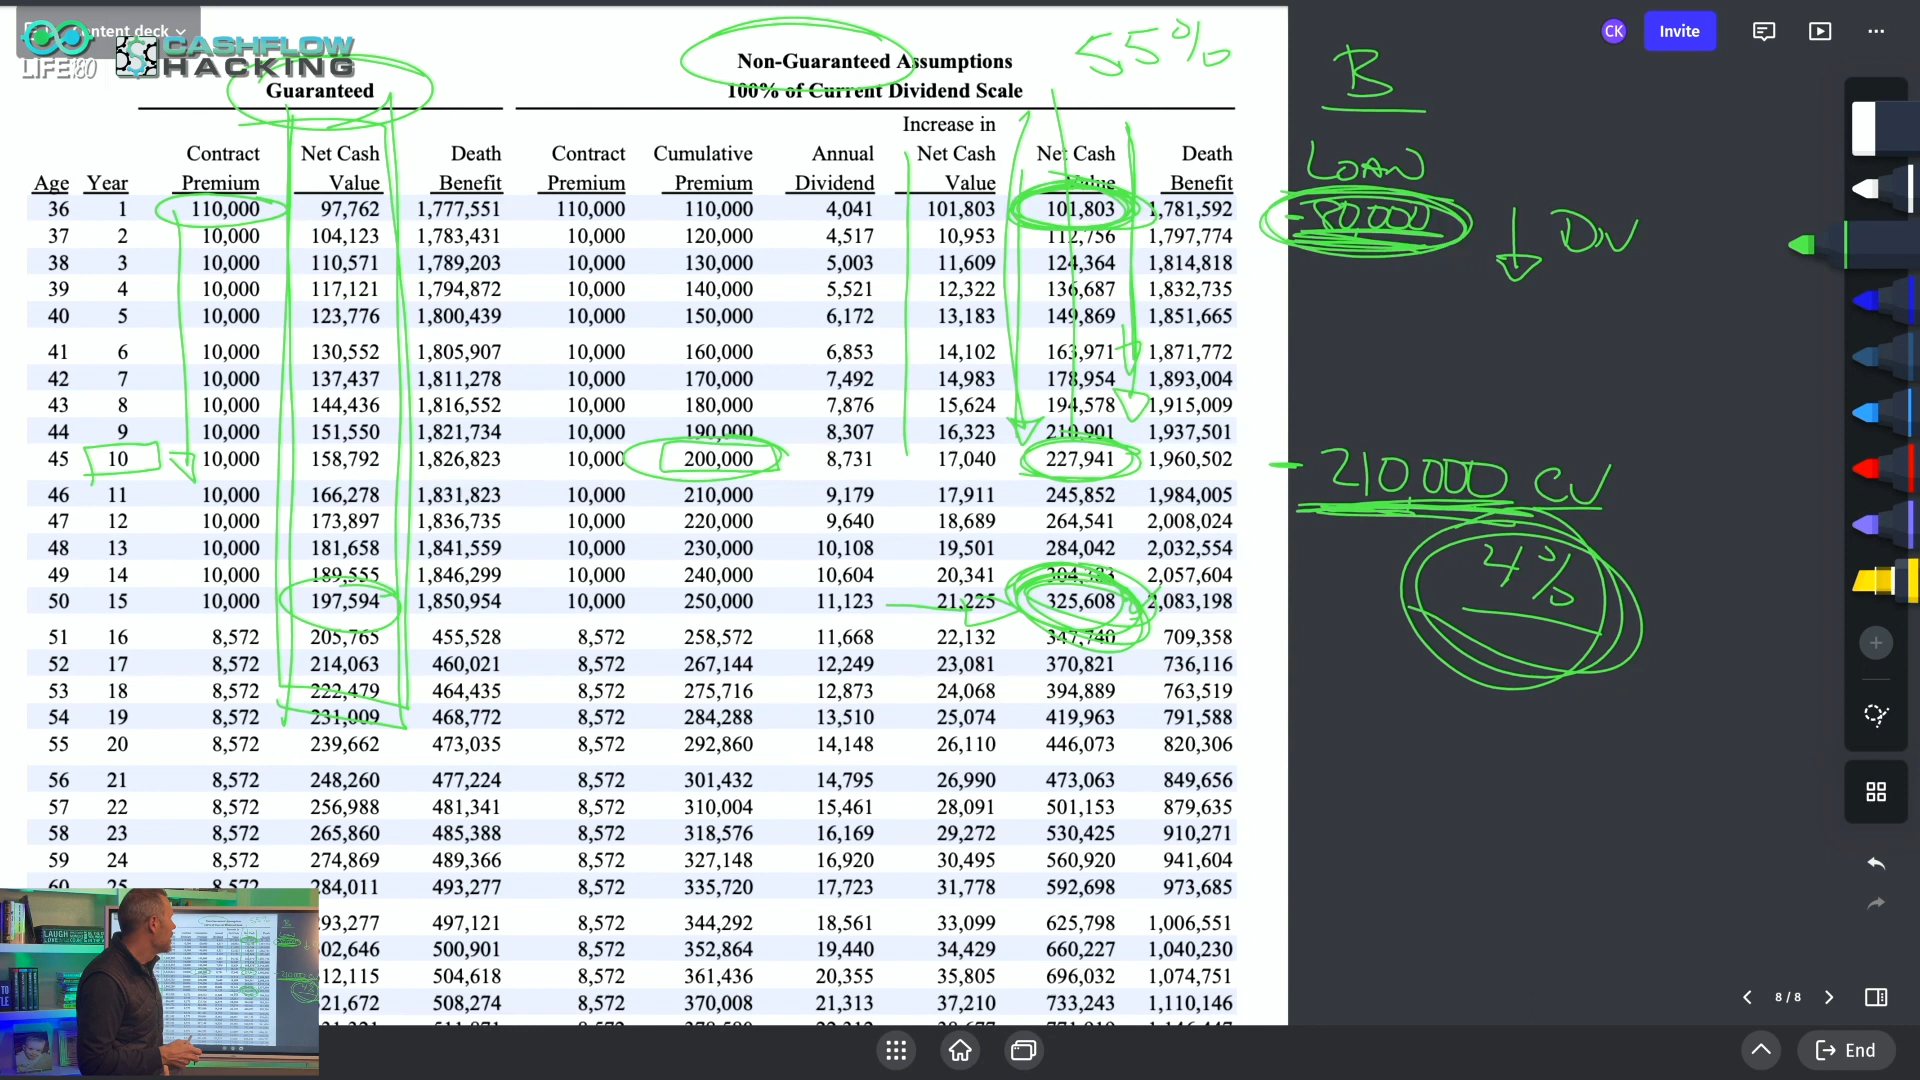 Content deck
LIFE180
CASHFLOW
HACKING
CK
Invite
Guaranteed
Non-Guaranteed Assumptions
100% of Current Dividend Scale
5.5%
B
LOAN
- 80,000
DIV
- 210,000 CV
4%
Increase in
Contract Net Cash Death Contract Cumulative Annual Net Cash Net Cash Death
Age Year Premium Value Benefit Premium Premium Dividend Value Value Benefit
36 1 110,000 97,762 1,777,551 110,000 110,000 4,041 101,803 101,803 1,781,592
37 2 10,000 104,123 1,783,431 10,000 120,000 4,517 10,953 112,756 1,797,774
38 3 10,000 110,571 1,789,203 10,000 130,000 5,003 11,609 124,364 1,814,818
39 4 10,000 117,121 1,794,872 10,000 140,000 5,521 12,322 136,687 1,832,735
40 5 10,000 123,776 1,800,439 10,000 150,000 6,172 13,183 149,869 1,851,665
41 6 10,000 130,552 1,805,907 10,000 160,000 6,853 14,102 163,971 1,871,772
42 7 10,000 137,437 1,811,278 10,000 170,000 7,492 14,983 178,954 1,893,004
43 8 10,000 144,436 1,816,552 10,000 180,000 7,876 15,624 194,578 1,915,009
44 9 10,000 151,550 1,821,734 10,000 190,000 8,307 16,323 210,901 1,937,501
45 10 10,000 158,792 1,826,823 10,000 200,000 8,731 17,040 227,941 1,960,502
46 11 10,000 166,278 1,831,823 10,000 210,000 9,179 17,911 245,852 1,984,005
47 12 10,000 173,897 1,836,735 10,000 220,000 9,640 18,689 264,541 2,008,024
48 13 10,000 181,658 1,841,559 10,000 230,000 10,108 19,501 284,042 2,032,554
49 14 10,000 189,555 1,846,299 10,000 240,000 10,604 20,341 304,383 2,057,604
50 15 10,000 197,594 1,850,954 10,000 250,000 11,123 21,225 325,608 2,083,198
51 16 8,572 205,765 455,528 8,572 258,572 11,668 22,132 347,740 709,358
52 17 8,572 214,063 460,021 8,572 267,144 12,249 23,081 370,821 736,116
53 18 8,572 222,479 464,435 8,572 275,716 12,873 24,068 394,889 763,519
54 19 8,572 231,009 468,772 8,572 284,288 13,510 25,074 419,963 791,588
55 20 8,572 239,662 473,035 8,572 292,860 14,148 26,110 446,073 820,306
56 21 8,572 248,260 477,224 8,572 301,432 14,795 26,990 473,063 849,656
57 22 8,572 256,988 481,341 8,572 310,004 15,461 28,091 501,153 879,635
58 23 8,572 265,860 485,388 8,572 318,576 16,169 29,272 530,425 910,271
59 24 8,572 274,869 489,366 8,572 327,148 16,920 30,495 560,920 941,604
60 25 8,572 284,011 493,277 8,572 335,720 17,723 31,778 592,698 973,685
93,277 497,121 8,572 344,292 18,561 33,099 625,798 1,006,551
02,646 500,901 8,572 352,864 19,440 34,429 660,227 1,040,230
12,115 504,618 8,572 361,436 20,355 35,805 696,032 1,074,751
21,672 508,274 8,572 370,008 21,313 37,210 733,243 1,110,146
LAUGH
8 / 8
End